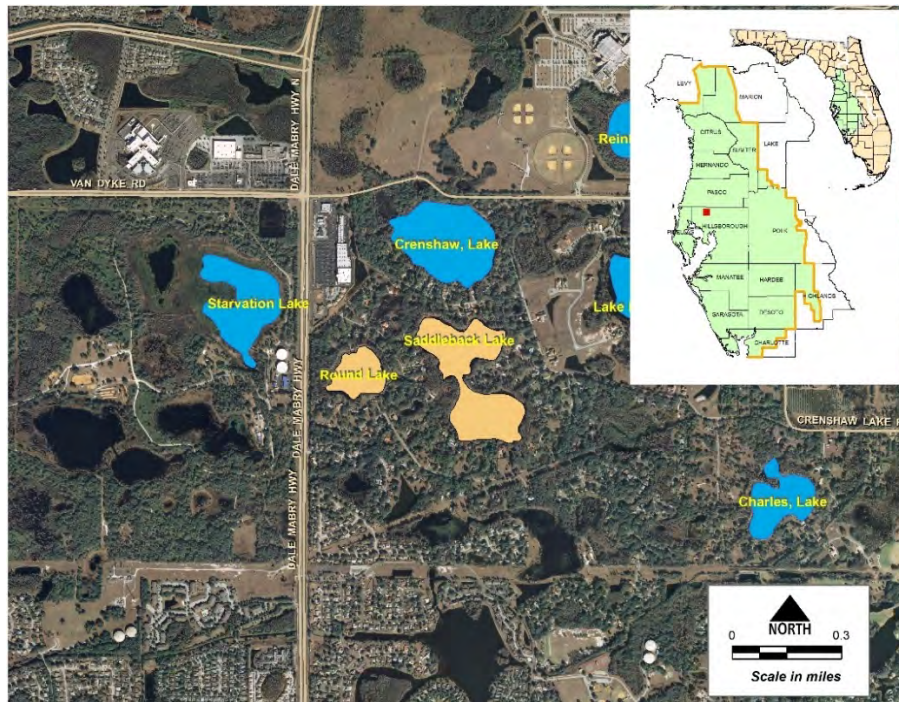 DALE MABRY HWY N
VAN DYKE RD
Rein
Crenshaw, Lake
Starvation Lake
Lake
Saddleback Lake
Round Lake
DALE MABRY HWY
DALE MABRY HWY
CRENSHAW LAKE R
Charles, Lake
LEVY
MARION
CITRUS
LAKE
SUMTER
HERNANDO
PASCO
HILLSBOROUGH
POLK
PINELLAS
MANATEE
HARDEE
HIGHLANDS
SARASOTA
DESOTO
CHARLOTTE
NORTH
0 0.3
Scale in miles